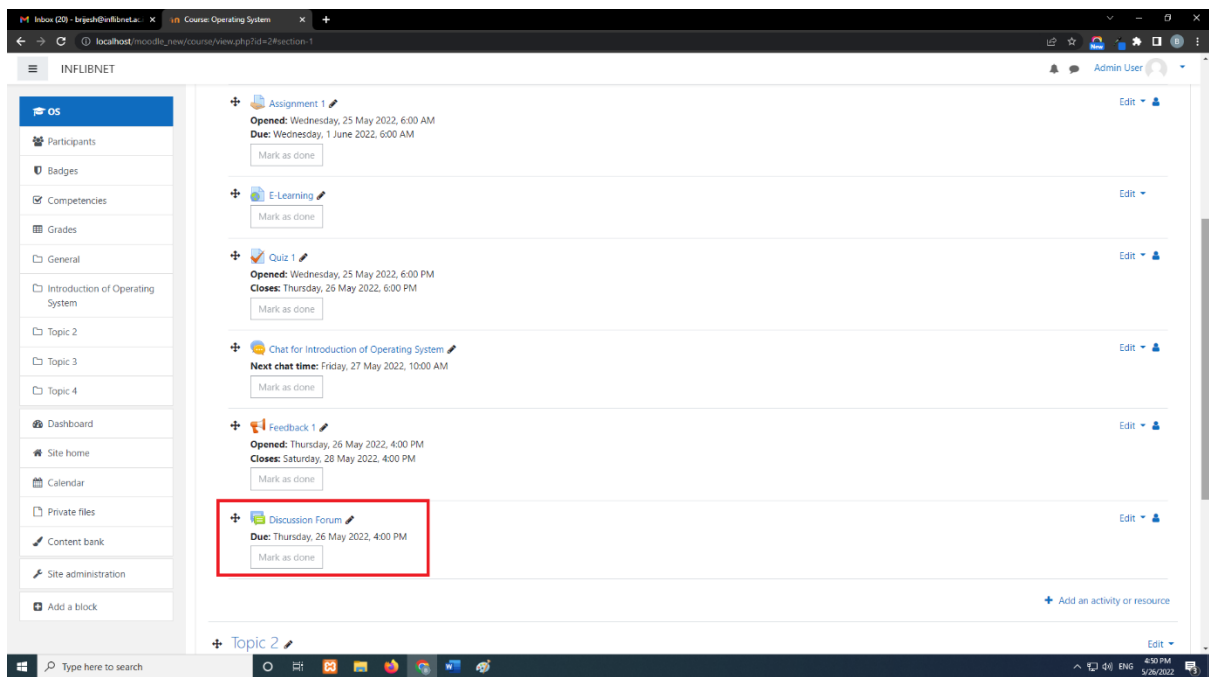 Inbox (20) - brijesh@inflibnet.ac.i
Course: Operating System
localhost/moodle_new/course/view.php?id=2#section-1
New
B
INFLIBNET
Admin User
OS
Participants
Badges
Competencies
Grades
General
Introduction of Operating
System
Topic 2
Topic 3
Topic 4
Dashboard
Site home
Calendar
Private files
Content bank
Site administration
Add a block
Assignment 1
Edit
Opened: Wednesday, 25 May 2022, 6:00 AM
Due: Wednesday, 1 June 2022, 6:00 AM
Mark as done
E-Learning
Edit
Mark as done
Quiz 1
Edit
Opened: Wednesday, 25 May 2022, 6:00 PM
Closes: Thursday, 26 May 2022, 6:00 PM
Mark as done
Chat for Introduction of Operating System
Edit
Next chat time: Friday, 27 May 2022, 10:00 AM
Mark as done
Feedback 1
Edit
Opened: Thursday, 26 May 2022, 4:00 PM
Closes: Saturday, 28 May 2022, 4:00 PM
Mark as done
Discussion Forum
Edit
Due: Thursday, 26 May 2022, 4:00 PM
Mark as done
Add an activity or resource
Topic 2
Edit
Type here to search
ENG
4:50 PM
5/26/2022